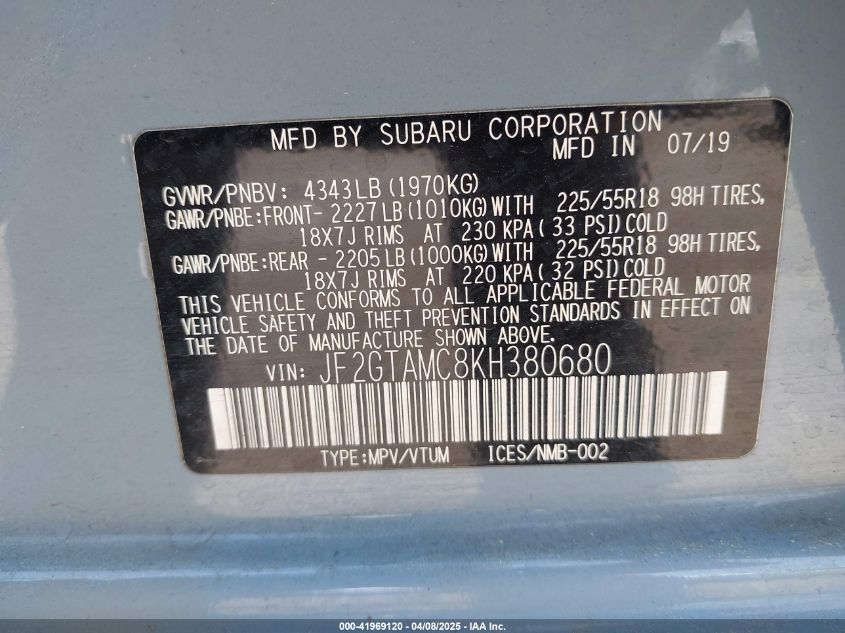 MFD BY SUBARU CORPORATION
MFD IN 07/19
GVWR/PNBV: 4343LB (1970KG)
GAWR/PNBE:FRONT- 2227LB(1010KG)WITH 225/55R18 98H TIRES,
18X7J RIMS AT 230 KPA( 33 PSI)COLD
GAWR/PNBE:REAR - 2205LB(1000KG)WITH 225/55R18 98H TIRES,
18X7J RIMS AT 220 KPA( 32 PSI)COLD
THIS VEHICLE CONFORMS TO ALL APPLICABLE FEDERAL MOTOR
VEHICLE SAFETY AND THEFT PREVENTION STANDARDS IN EFFECT ON
THE DATE OF MANUFACTURE SHOWN ABOVE.
VIN: JF2GTAMC8KH380680
TYPE:MPV/VTUM ICES/NMB-002
000-41969120 - 04/08/2025 - IAA Inc.